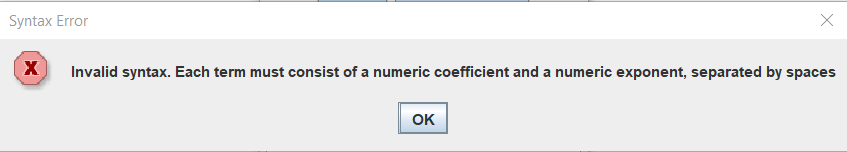 Syntax Error
Invalid syntax. Each term must consist of a numeric coefficient and a numeric exponent, separated by spaces
OK